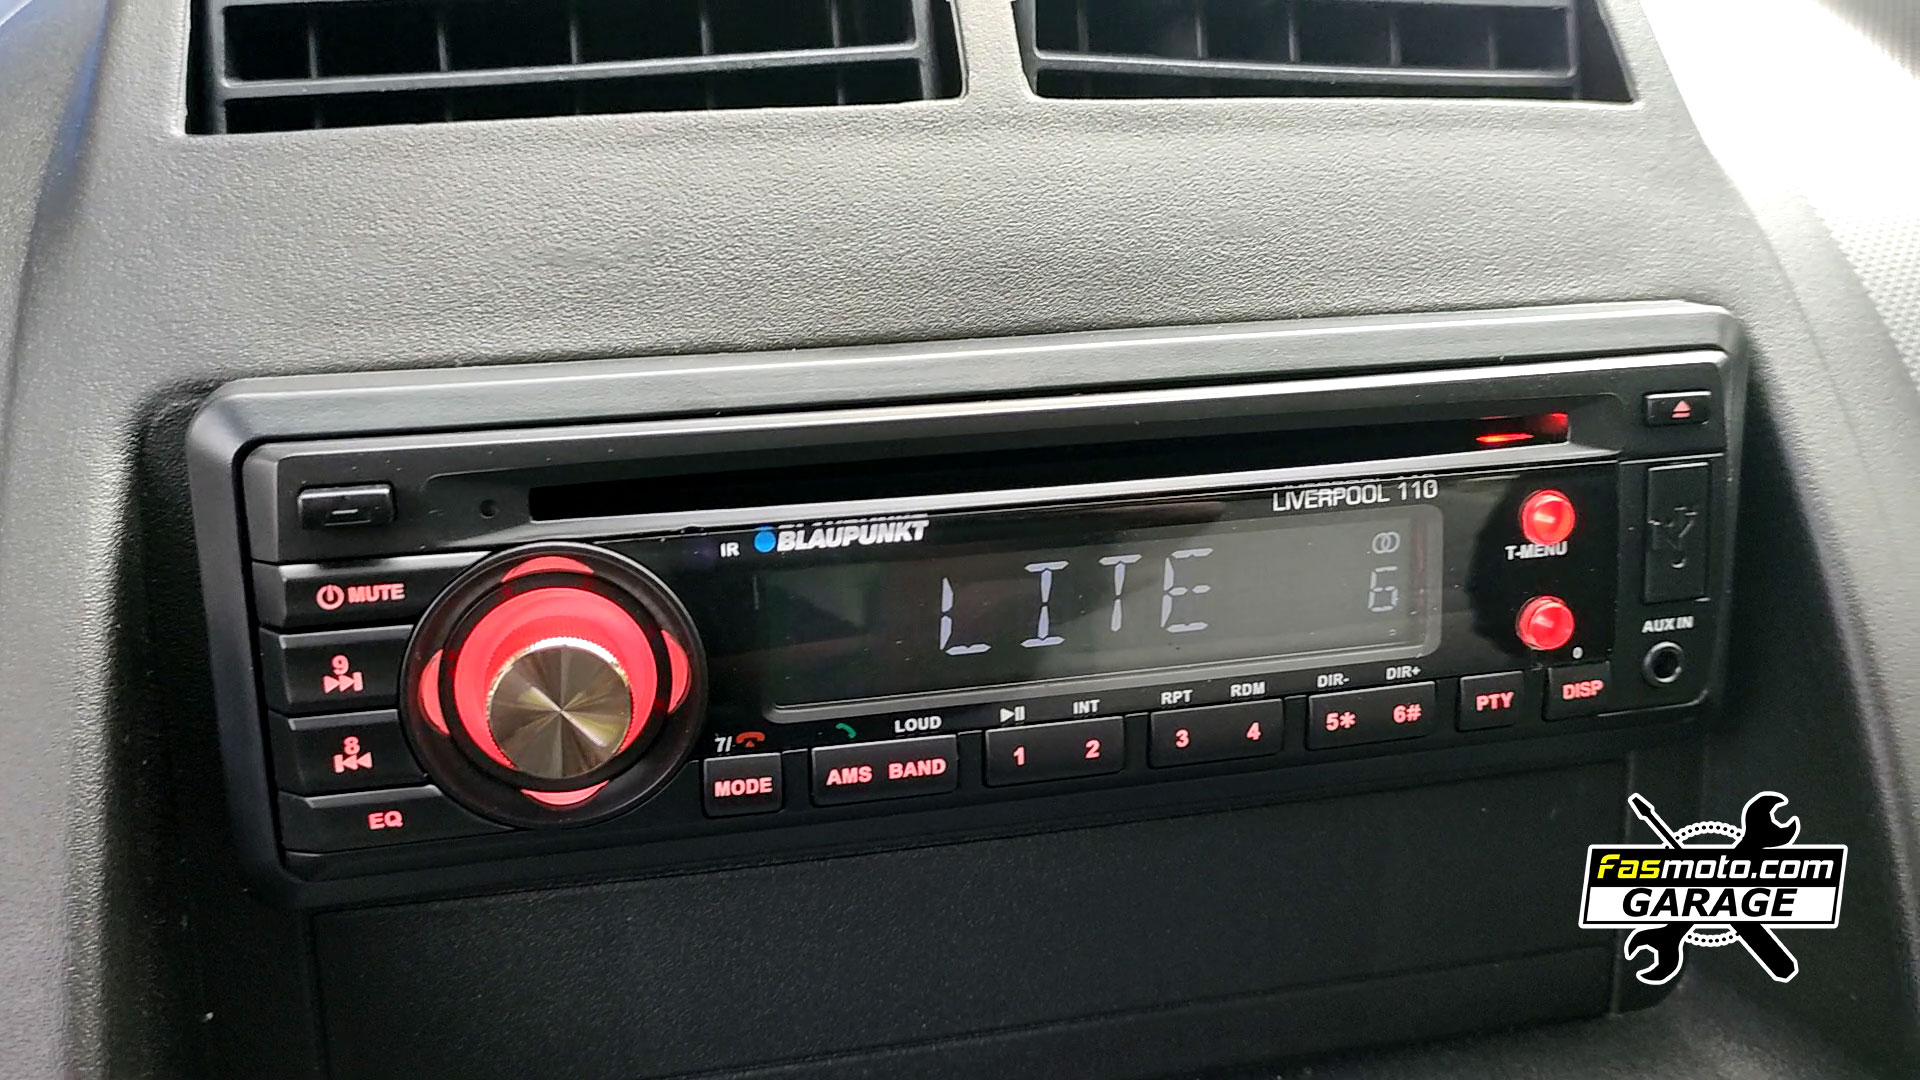 LIVERPOOL 110
IR BLAUPUNKT
T-MENU
MUTE
LITE 6
AUX IN
9
8
EQ
7/
LOUD
INT
RPT
RDM
DIR-
DIR+
MODE
AMS BAND
1 2
3 4
5* 6#
PTY
DISP
fasmoto.com
GARAGE